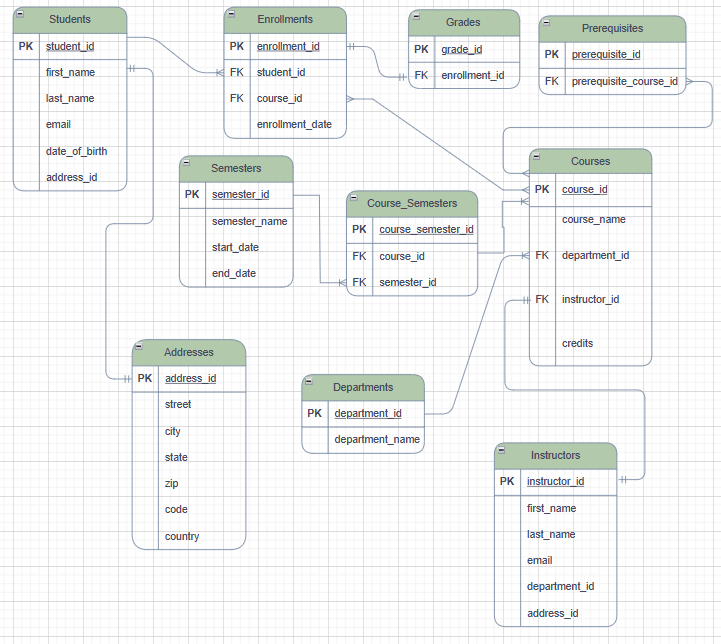 Students
PK student_id
first_name
last_name
email
date_of_birth
address_id
Enrollments
PK enrollment_id
FK student_id
FK course_id
enrollment_date
Grades
PK grade_id
FK enrollment_id
Prerequisites
PK prerequisite_id
FK prerequisite_course_id
Semesters
PK semester_id
semester_name
start_date
end_date
Course_Semesters
PK course_semester_id
FK course_id
FK semester_id
Courses
PK course_id
course_name
FK department_id
FK instructor_id
credits
Addresses
PK address_id
street
city
state
zip
code
country
Departments
PK department_id
department_name
Instructors
PK instructor_id
first_name
last_name
email
department_id
address_id